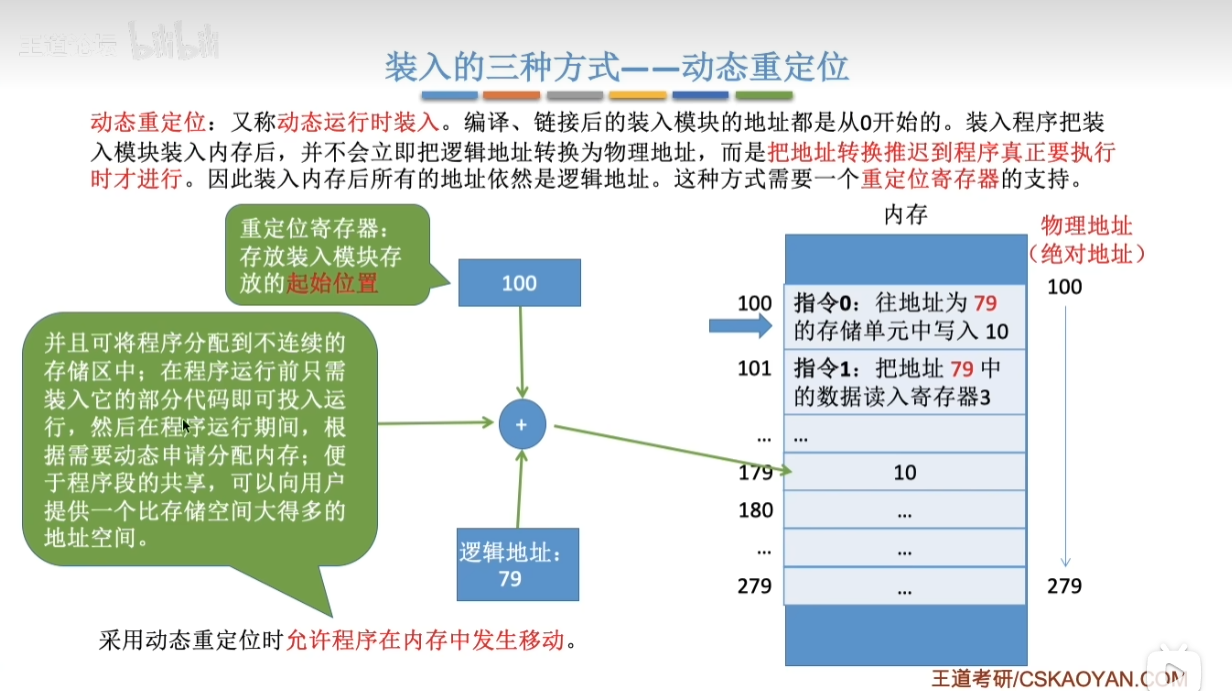 王道论坛 bilibili
装入的三种方式——动态重定位
动态重定位：又称动态运行时装入。编译、链接后的装入模块的地址都是从0开始的。装入程序把装
入模块装入内存后，并不会立即把逻辑地址转换为物理地址，而是把地址转换推迟到程序真正要执行
时才进行。因此装入内存后所有的地址依然是逻辑地址。这种方式需要一个重定位寄存器的支持。
重定位寄存器：
存放装入模块存
放的起始位置
100
并且可将程序分配到不连续的
存储区中；在程序运行前只需
装入它的部分代码即可投入运
行，然后在程序运行期间，根
据需要动态申请分配内存；便
于程序段的共享，可以向用户
提供一个比存储空间大得多的
地址空间。
+
逻辑地址：
79
采用动态重定位时允许程序在内存中发生移动。
内存
物理地址
（绝对地址）
100
指令0：往地址为 79
的存储单元中写入 10
100
101
指令1：把地址 79 中
的数据读入寄存器3
...
...
179
10
180
...
...
...
279
...
279
王道考研/CSKAOYAN.COM